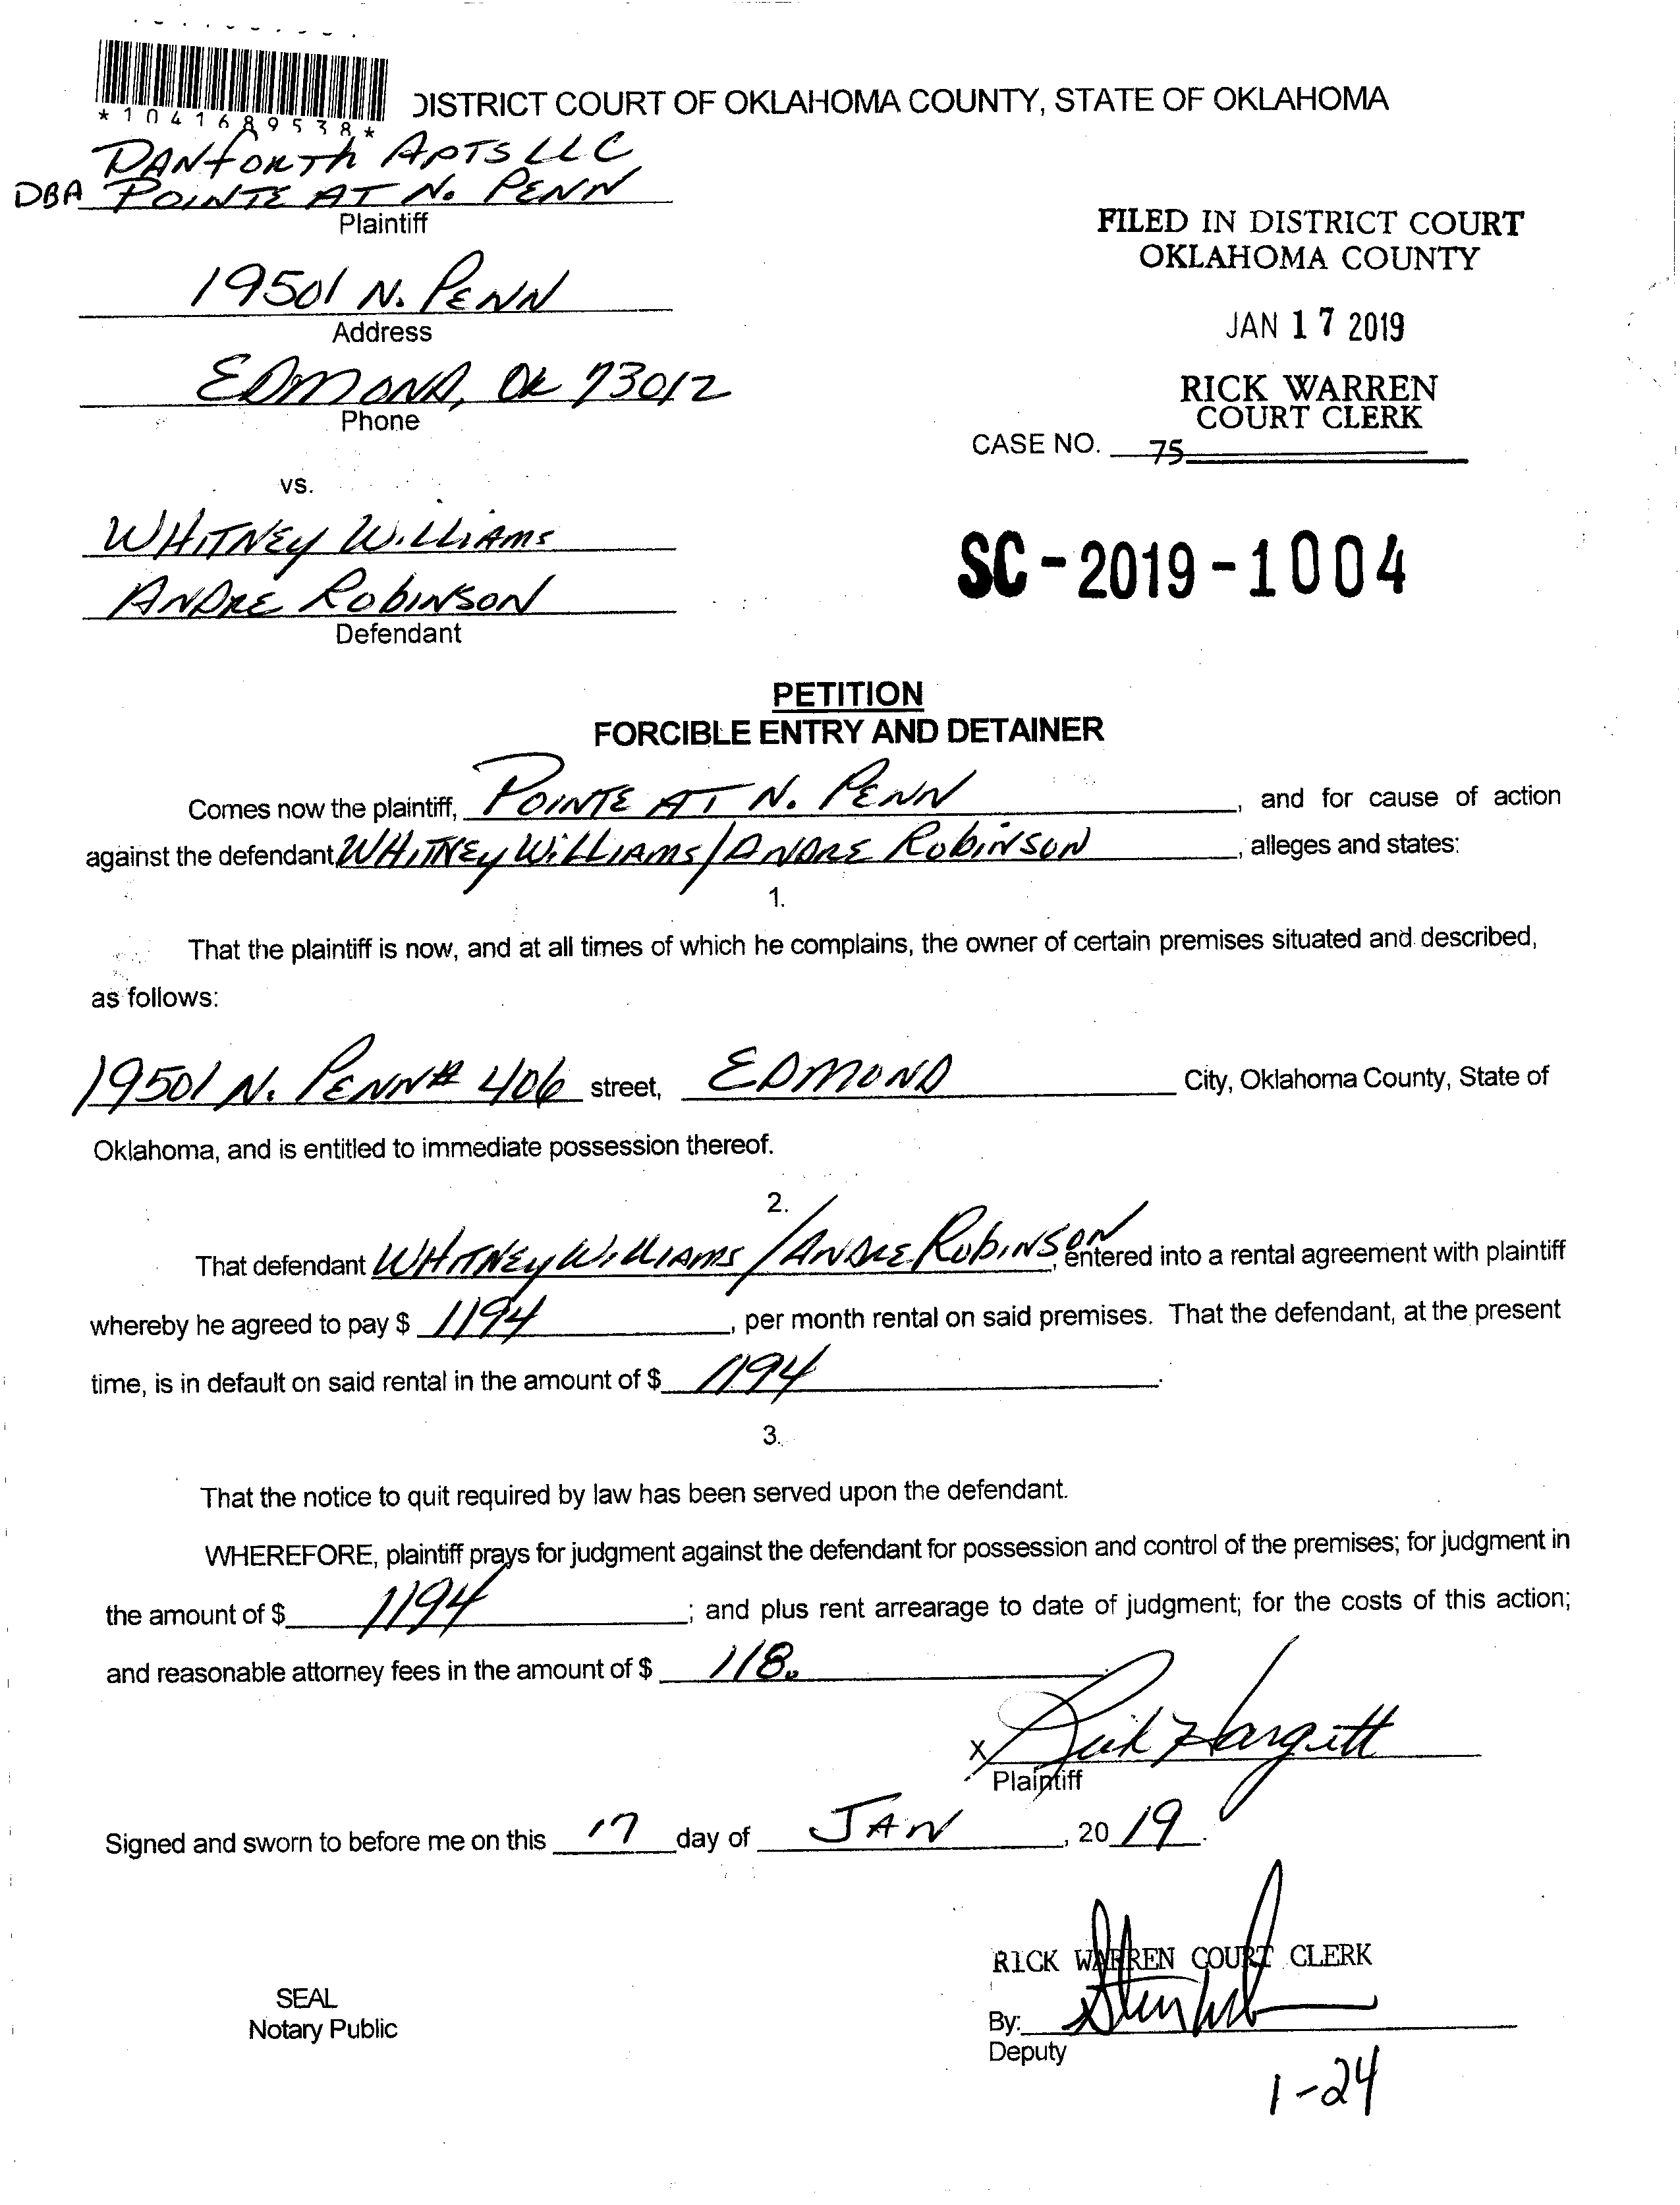 *1041689538*
DISTRICT COURT OF OKLAHOMA COUNTY, STATE OF OKLAHOMA
DANFORTH APTS LLC
DBA POINTE AT N. PENN
Plaintiff
19501 N. PENN
Address
EDMOND, OK 73012
Phone
FILED IN DISTRICT COURT
OKLAHOMA COUNTY
JAN 17 2019
RICK WARREN
COURT CLERK
CASE NO. 75
vs.
WHITNEY WILLIAMS
ANDRE ROBINSON
Defendant
SC-2019-1004
PETITION
FORCIBLE ENTRY AND DETAINER
Comes now the plaintiff, POINTE AT N. PENN, and for cause of action
against the defendant WHITNEY WILLIAMS/ANDRE ROBINSON, alleges and states:
1.
That the plaintiff is now, and at all times of which he complains, the owner of certain premises situated and described,
as follows:
19501 N. PENN# 406 street, EDMOND City, Oklahoma County, State of
Oklahoma, and is entitled to immediate possession thereof.
2.
That defendant WHITNEY WILLIAMS/ANDRE ROBINSON, entered into a rental agreement with plaintiff
whereby he agreed to pay $ 1194, per month rental on said premises. That the defendant, at the present
time, is in default on said rental in the amount of $ 1194.
3.
That the notice to quit required by law has been served upon the defendant.
WHEREFORE, plaintiff prays for judgment against the defendant for possession and control of the premises; for judgment in
the amount of $ 1194; and plus rent arrearage to date of judgment; for the costs of this action;
and reasonable attorney fees in the amount of $ 118.
x Rick Hargett
Plaintiff
Signed and sworn to before me on this 17 day of JAN, 2019.
RICK WARREN COURT CLERK
SEAL
Notary Public
By:
Deputy
1-24